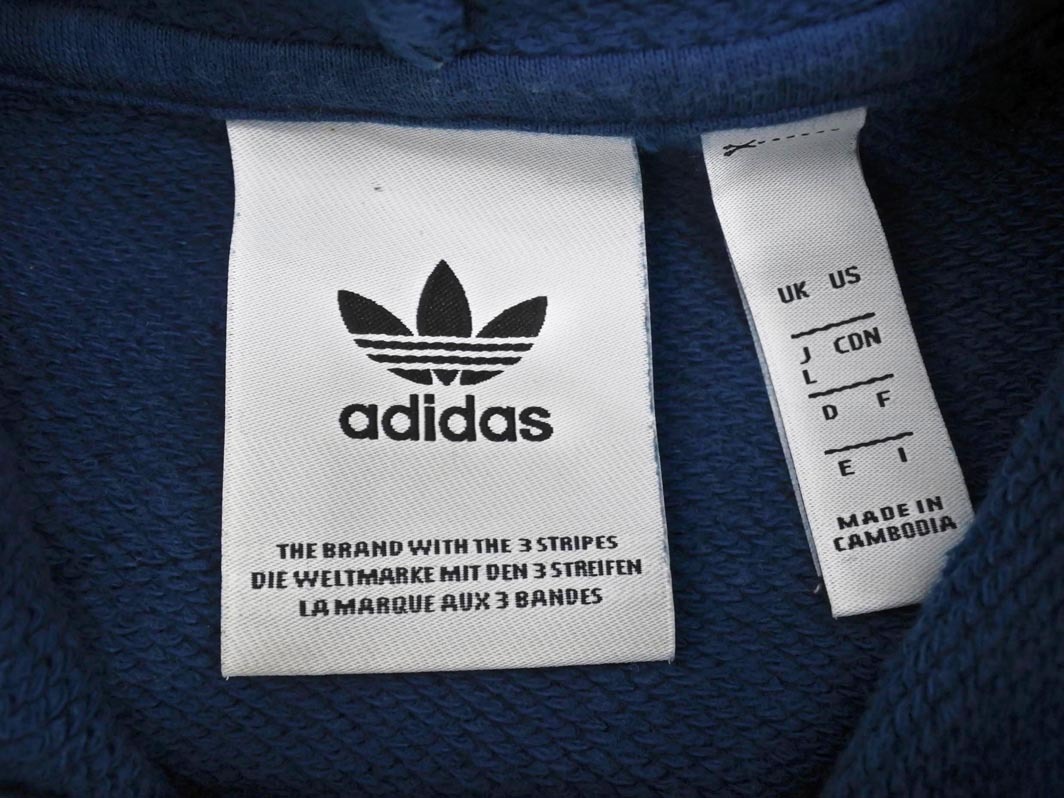 adidas
THE BRAND WITH THE 3 STRIPES
DIE WELTMARKE MIT DEN 3 STREIFEN
LA MARQUE AUX 3 BANDES
UK US
J CDN
L
D F
E I
MADE IN
CAMBODIA